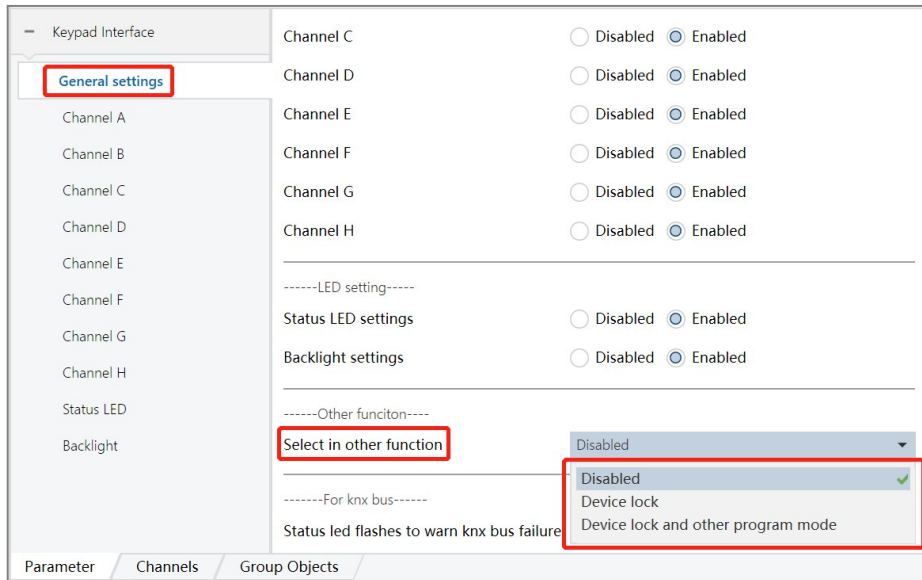 Keypad Interface
General settings
Channel A
Channel B
Channel C
Channel D
Channel E
Channel F
Channel G
Channel H
Status LED
Backlight
Channel C Disabled Enabled
Channel D Disabled Enabled
Channel E Disabled Enabled
Channel F Disabled Enabled
Channel G Disabled Enabled
Channel H Disabled Enabled
------LED setting-----
Status LED settings Disabled Enabled
Backlight settings Disabled Enabled
------Other funciton----
Select in other function Disabled
Disabled
Device lock
Device lock and other program mode
-------For knx bus------
Status led flashes to warn knx bus failure
Parameter Channels Group Objects